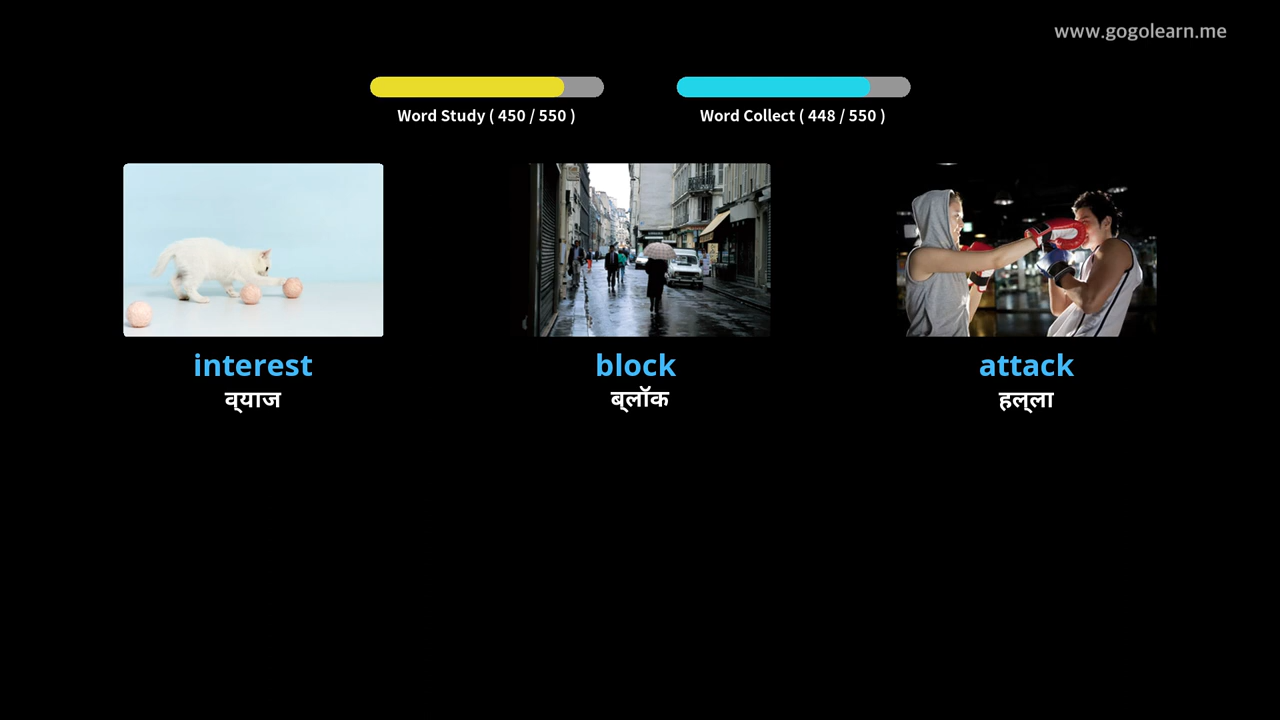 www.gogolearn.me
Word Study ( 450 / 550 )
Word Collect ( 448 / 550 )
interest
block
attack
व्याज
ब्लॉक
हल्ला